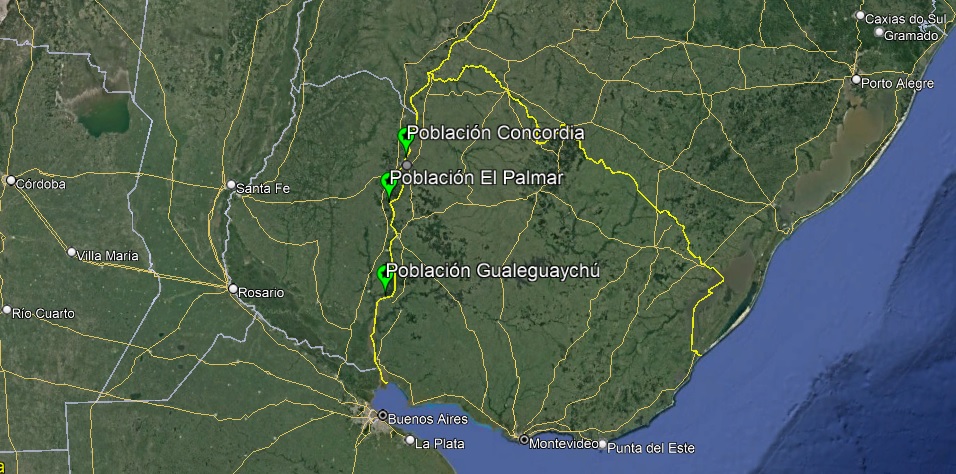 Caxias do Sul
Gramado
Porto Alegre
Población Concordia
Población El Palmar
Córdoba
Santa Fe
Villa María
Población Gualeguaychú
Rosario
Río Cuarto
Buenos Aires
La Plata
Montevideo
Punta del Este
a